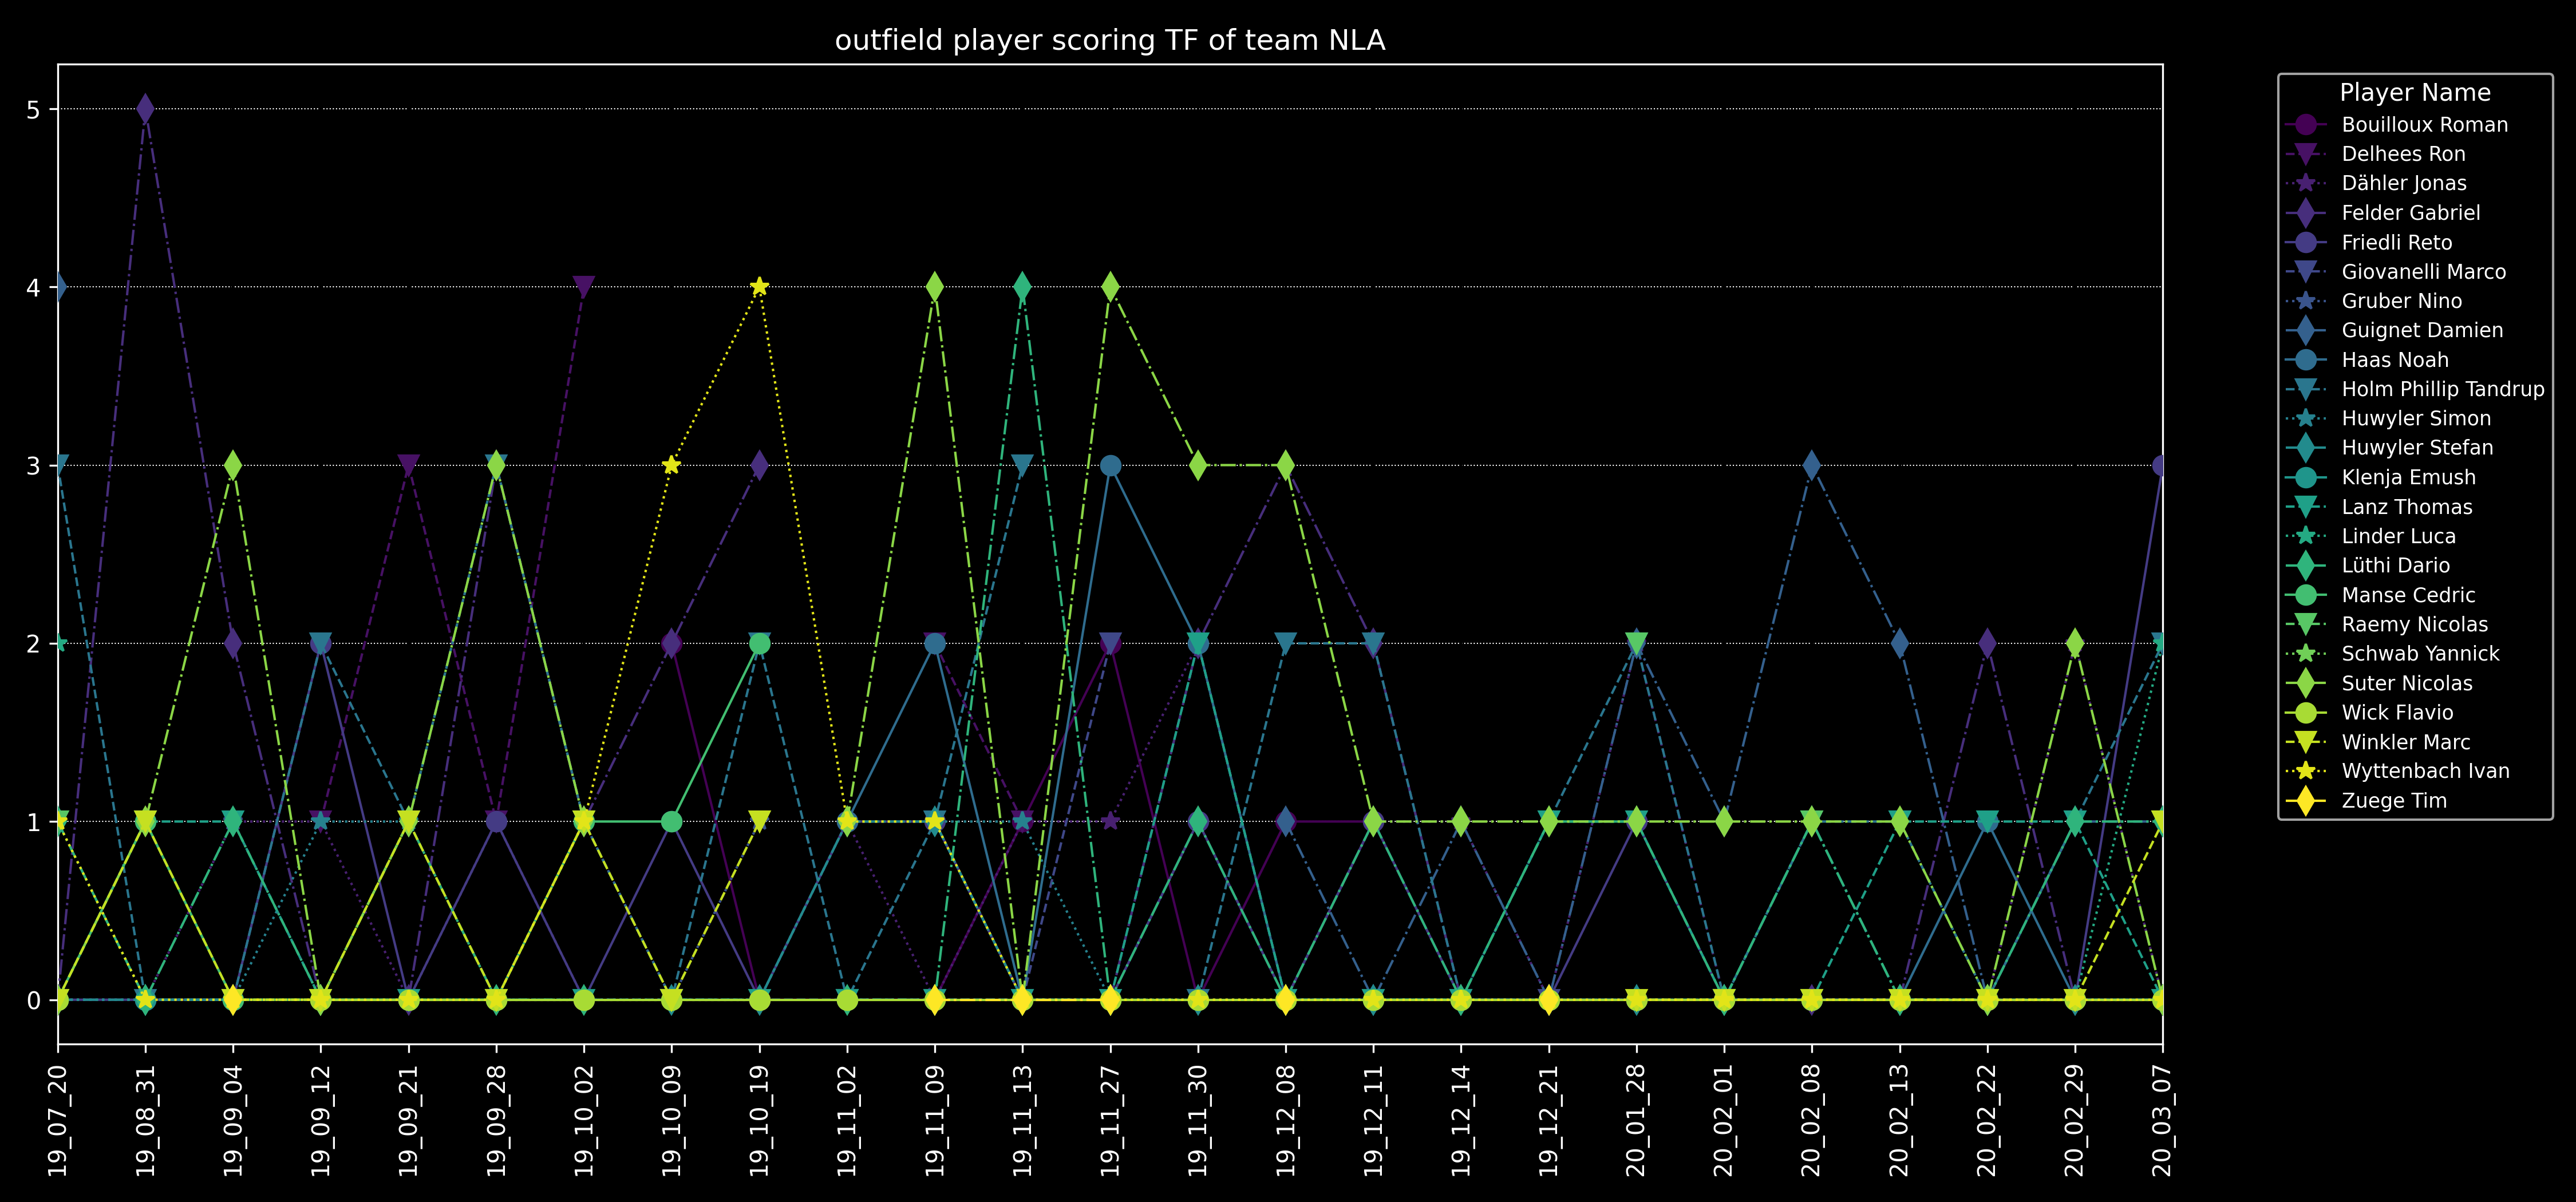 outfield player scoring TF of team NLA
5
4
3
2
1
0
19_07_20
19_08_31
19_09_04
19_09_12
19_09_21
19_09_28
19_10_02
19_10_09
19_10_19
19_11_02
19_11_09
19_11_13
19_11_27
19_11_30
19_12_08
19_12_11
19_12_14
19_12_21
20_01_28
20_02_01
20_02_08
20_02_13
20_02_22
20_02_29
20_03_07
Player Name
Bouilloux Roman
Delhees Ron
Dähler Jonas
Felder Gabriel
Friedli Reto
Giovanelli Marco
Gruber Nino
Guignet Damien
Haas Noah
Holm Phillip Tandrup
Huwyler Simon
Huwyler Stefan
Klenja Emush
Lanz Thomas
Linder Luca
Lüthi Dario
Manse Cedric
Raemy Nicolas
Schwab Yannick
Suter Nicolas
Wick Flavio
Winkler Marc
Wyttenbach Ivan
Zuege Tim